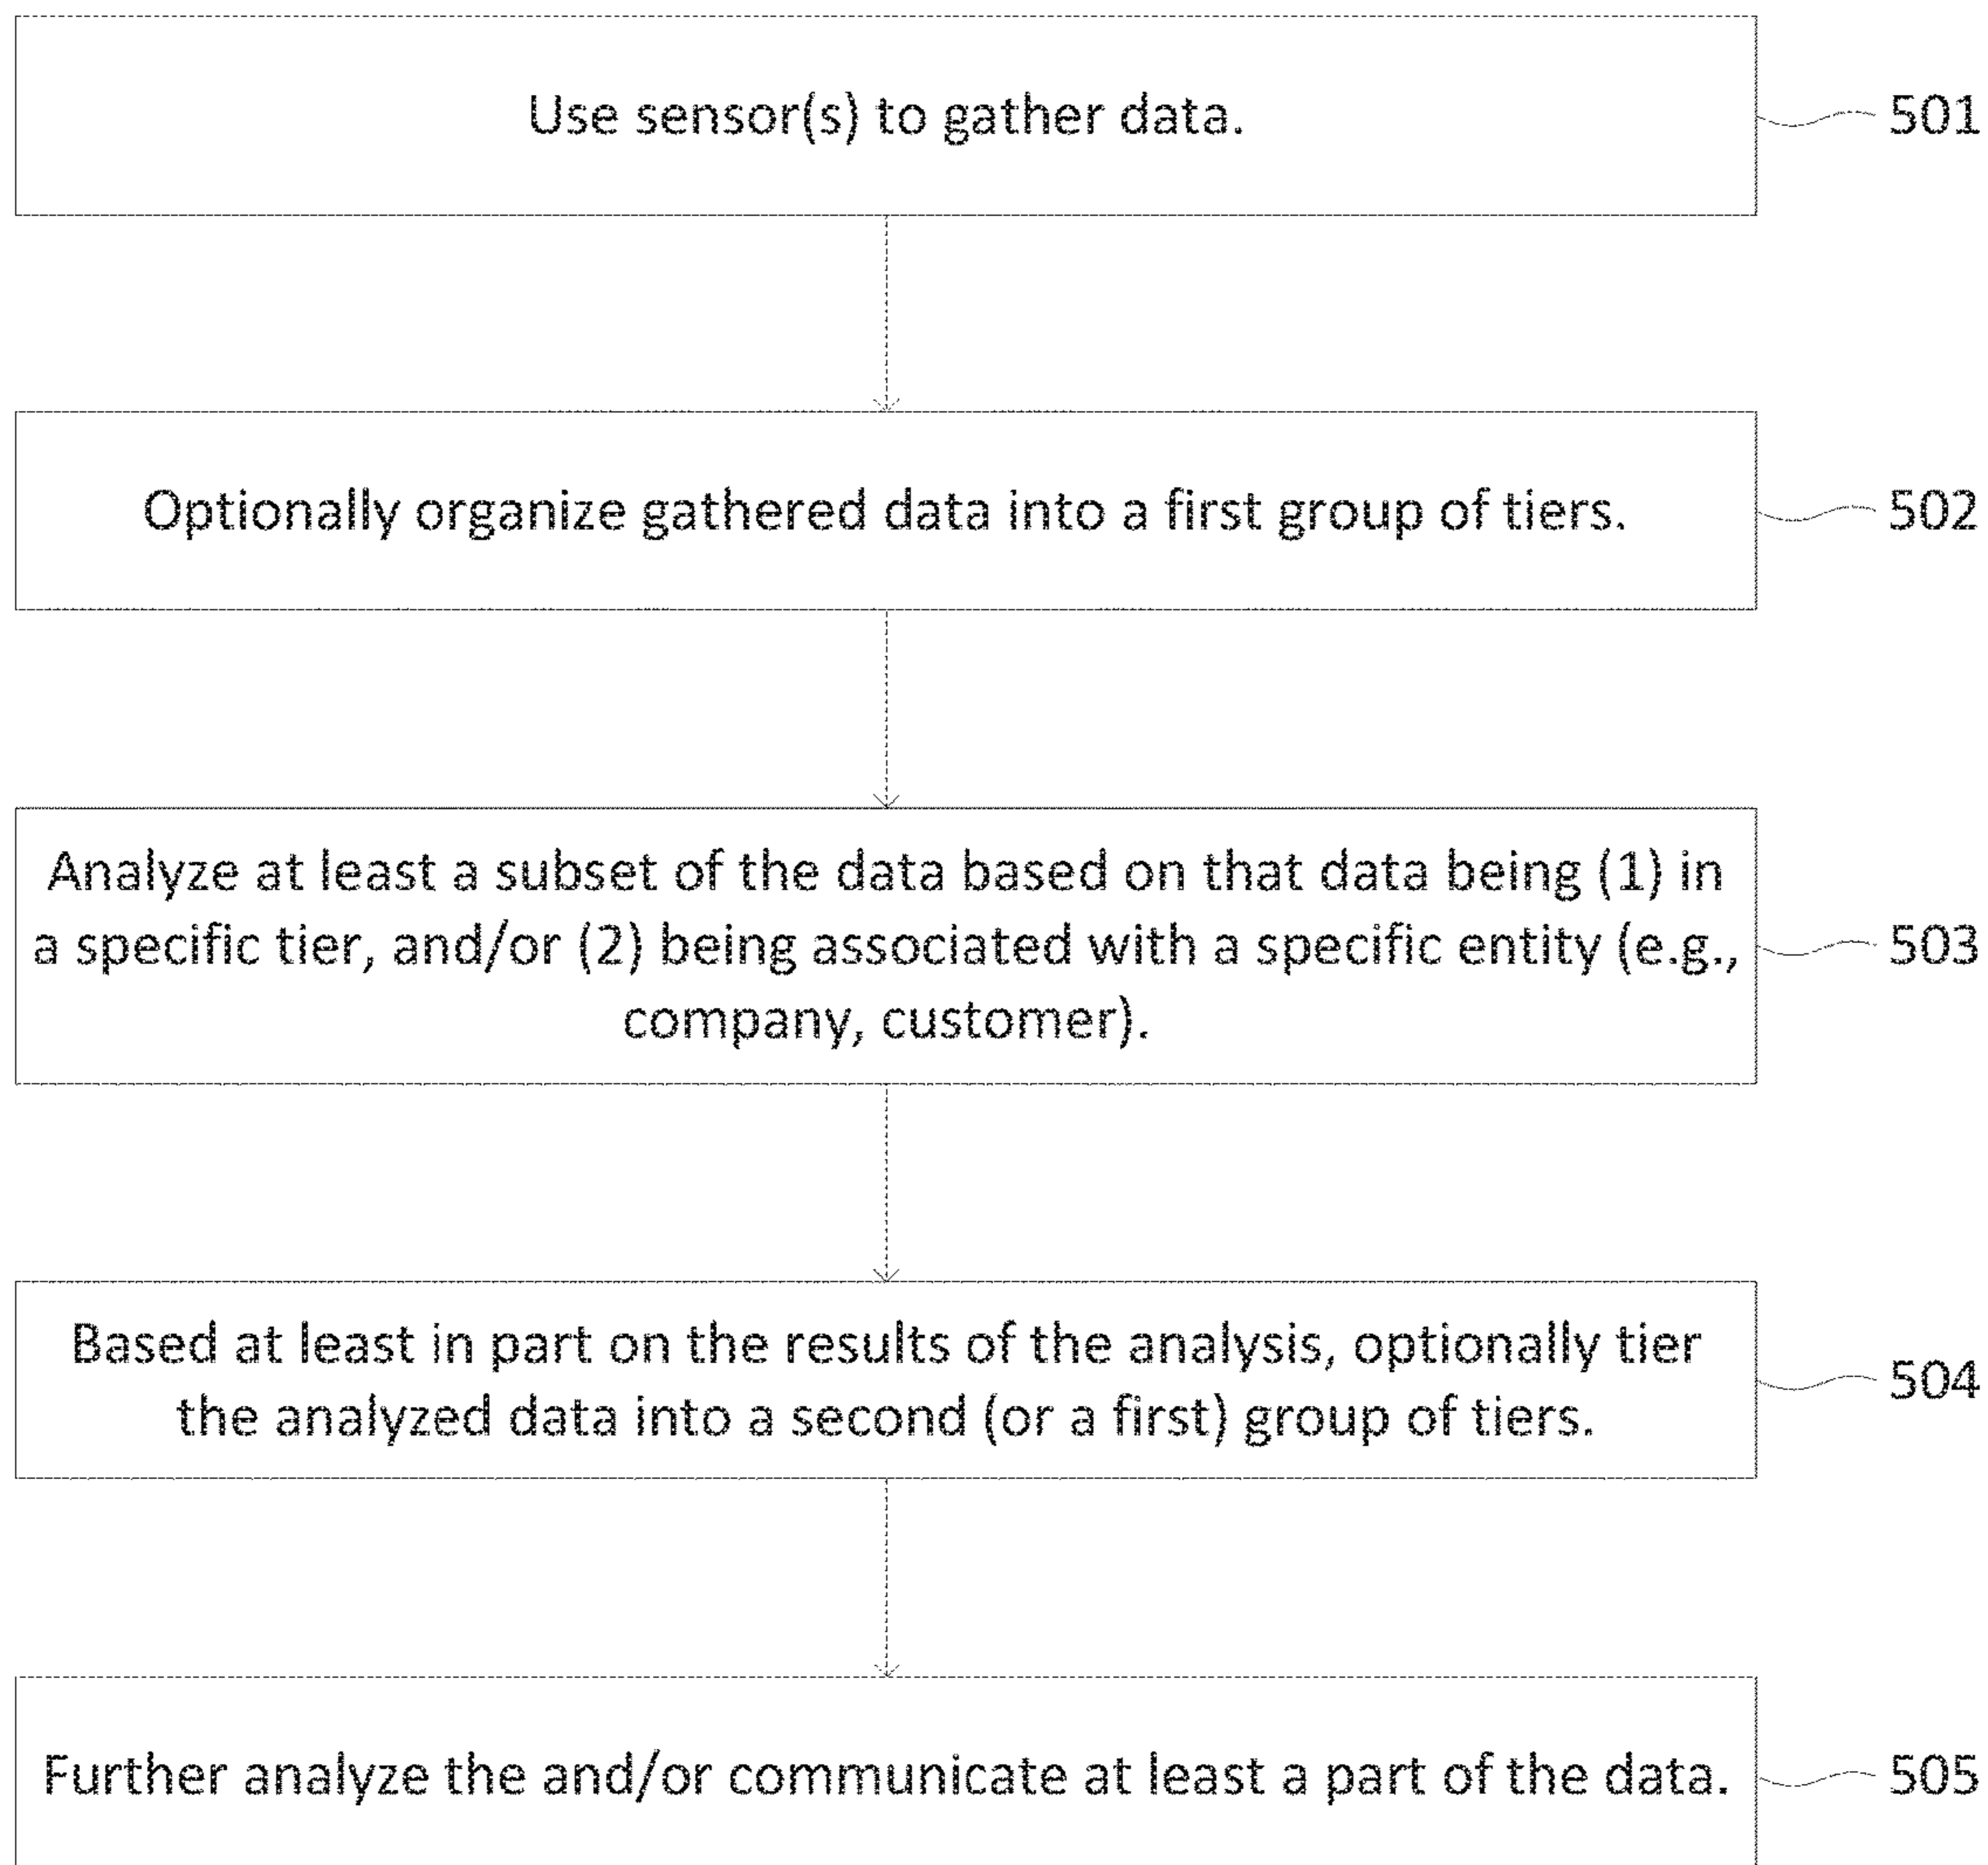 Use sensor(s) to gather data.
501
Optionally organize gathered data into a first group of tiers.
502
Analyze at least a subset of the data based on that data being (1) in
a specific tier, and/or (2) being associated with a specific entity (e.g.,
company, customer).
503
Based at least in part on the results of the analysis, optionally tier
the analyzed data into a second (or a first) group of tiers.
504
Further analyze the and/or communicate at least a part of the data.
505